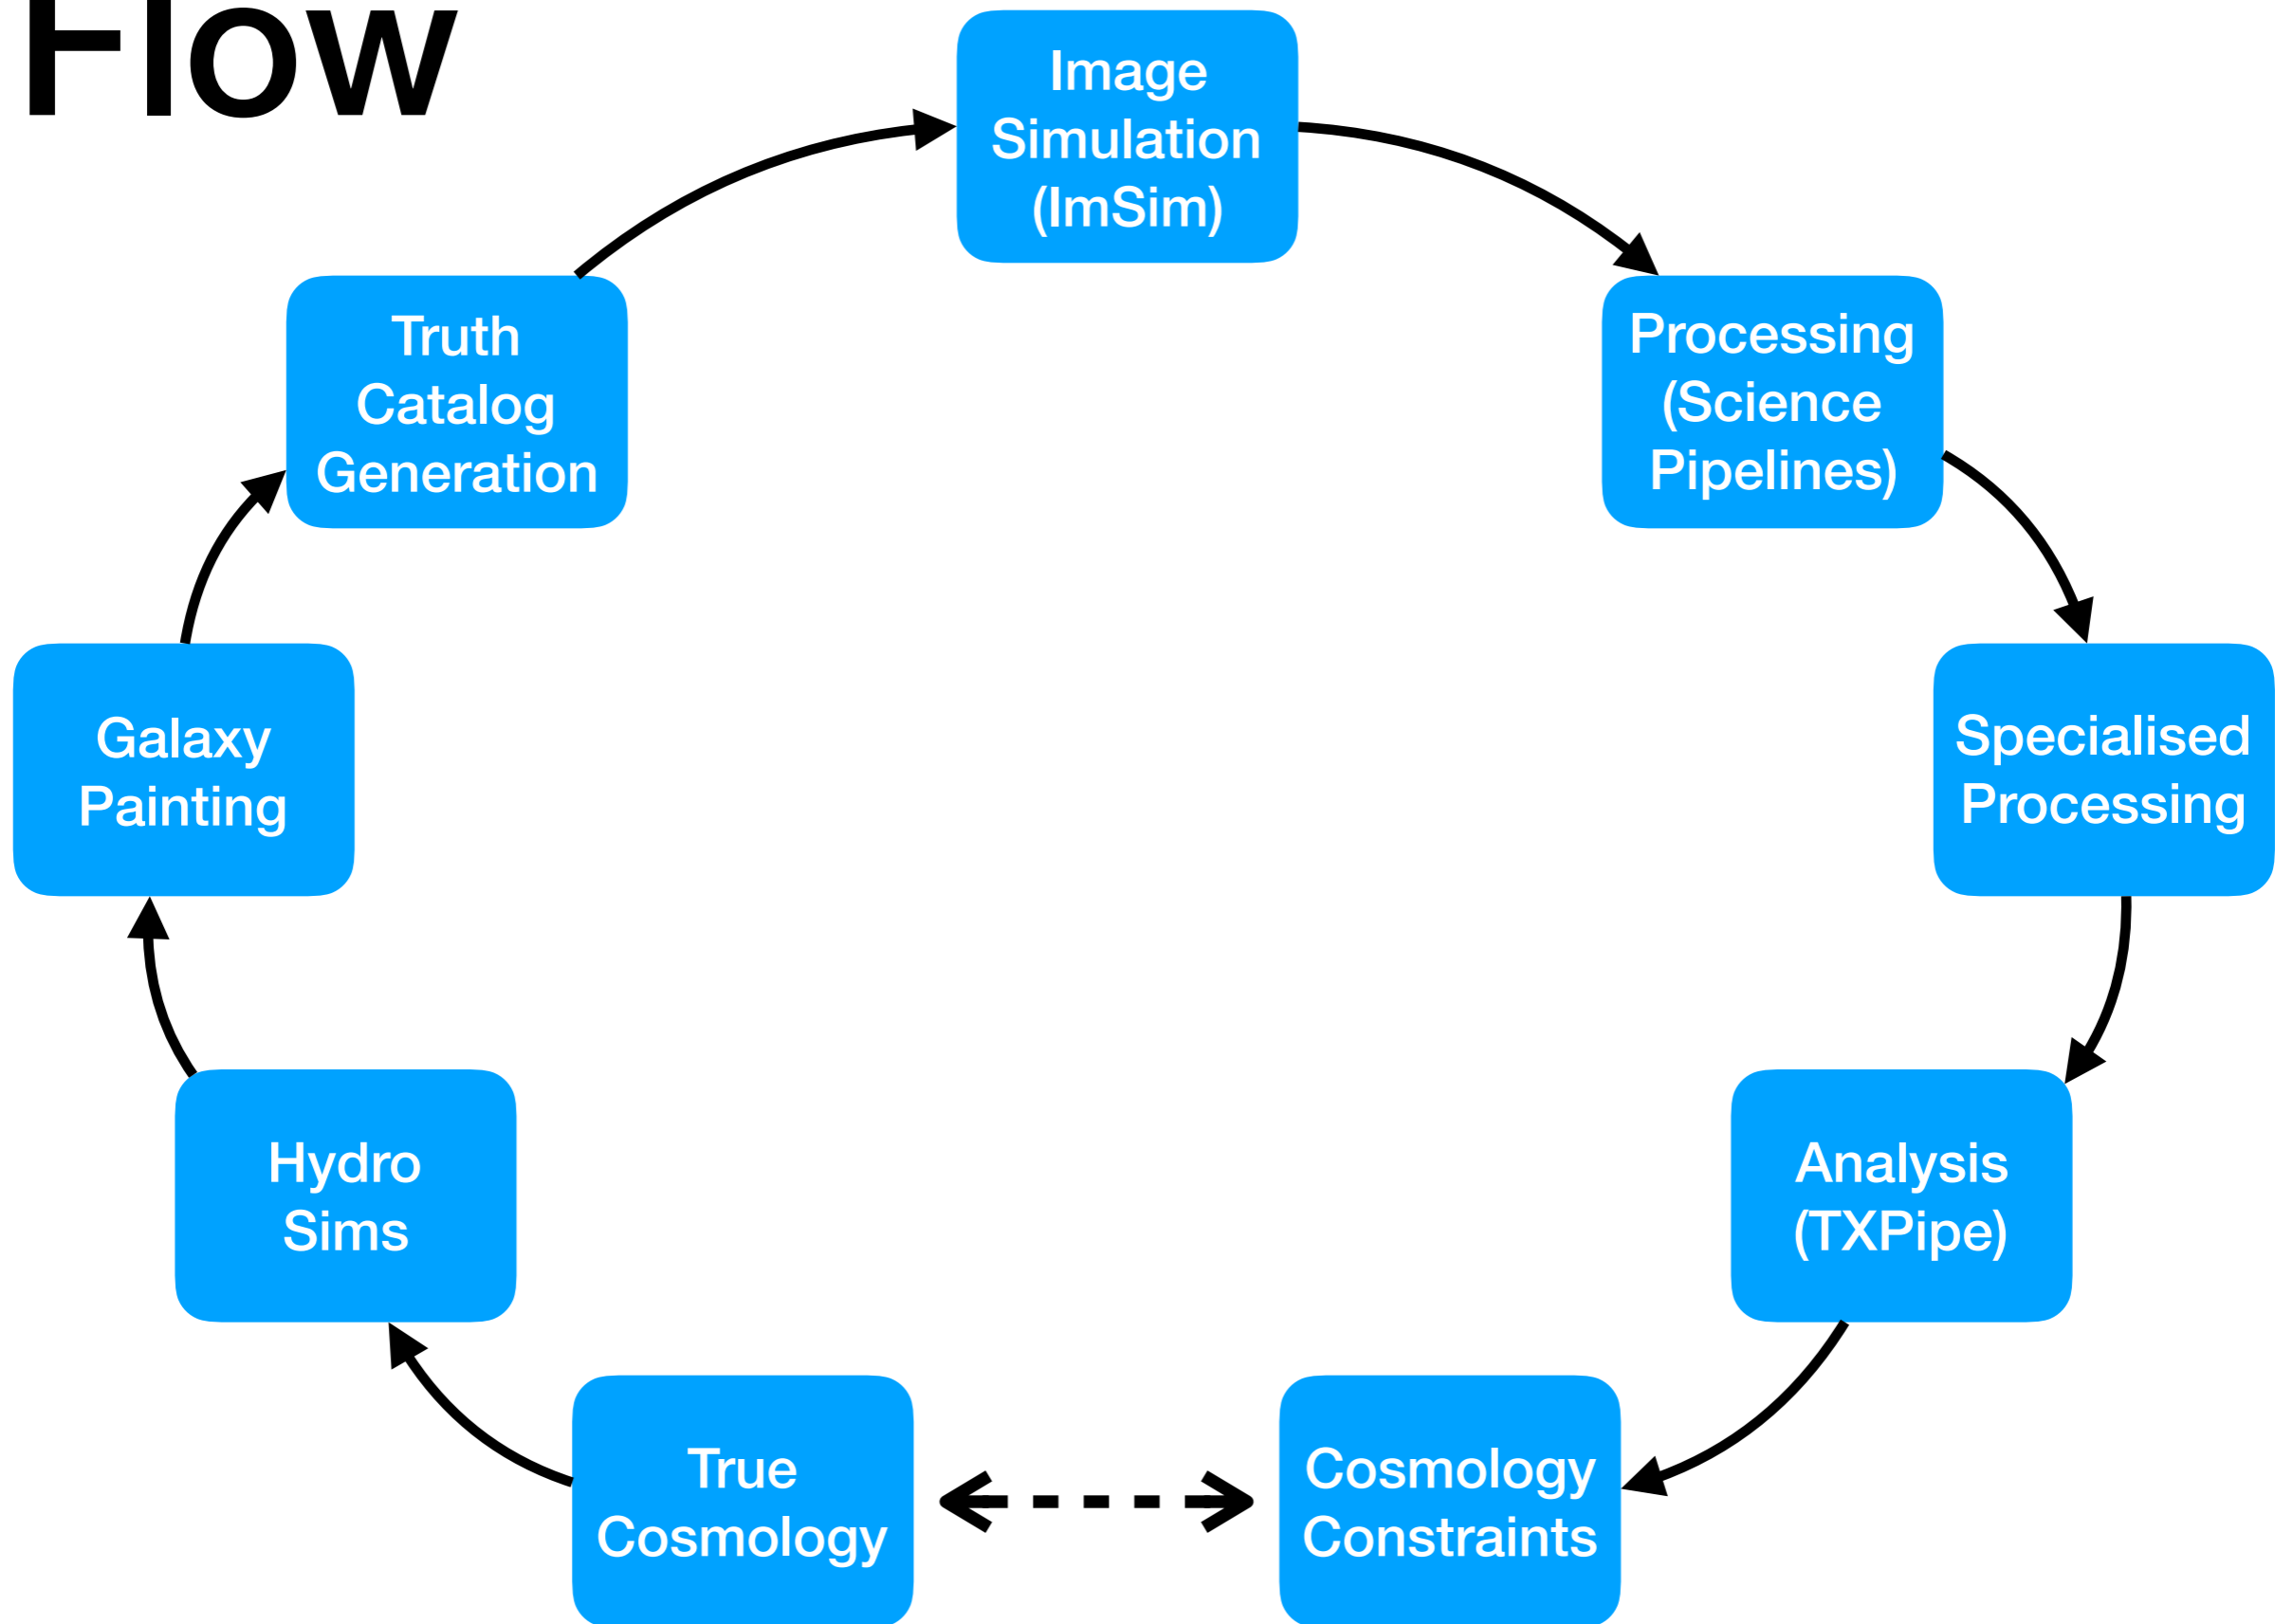 Flow
Image
Simulation
(ImSim)
Truth
Catalog
Generation
Processing
(Science
Pipelines)
Galaxy
Painting
Specialised
Processing
Hydro
Sims
Analysis
(TXPipe)
True
Cosmology
Cosmology
Constraints